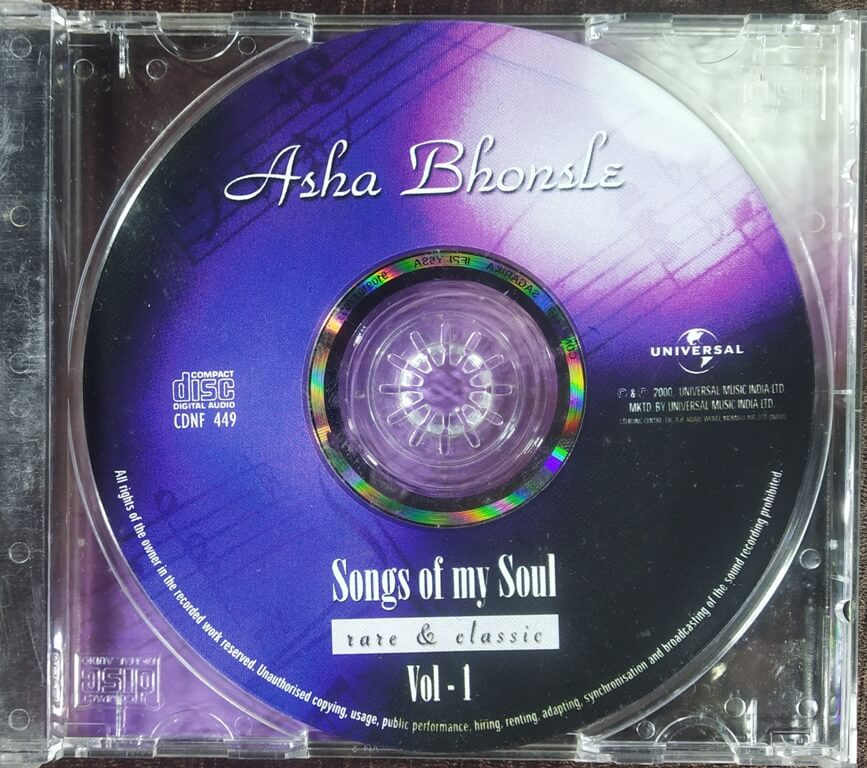 Asha Bhonsle
COMPACT
disc
DIGITAL AUDIO
CDNF 449
UNIVERSAL
© & ℗ 2000, UNIVERSAL MUSIC INDIA LTD.
MKTD. BY UNIVERSAL MUSIC INDIA LTD.
Songs of my Soul
rare & classic
Vol - 1
All rights of the owner in the recorded work reserved. Unauthorised copying, usage, public performance, hiring, renting, adapting, synchronisation and broadcasting of the sound recording prohibited.